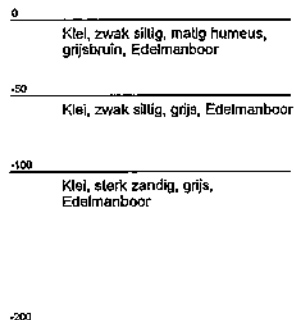 0
Klei, zwak siltig, matig humeus,
grijsbruin, Edelmanboor
-50
Klei, zwak siltig, grijs, Edelmanboor
-100
Klei, sterk zandig, grijs,
Edelmanboor
-200